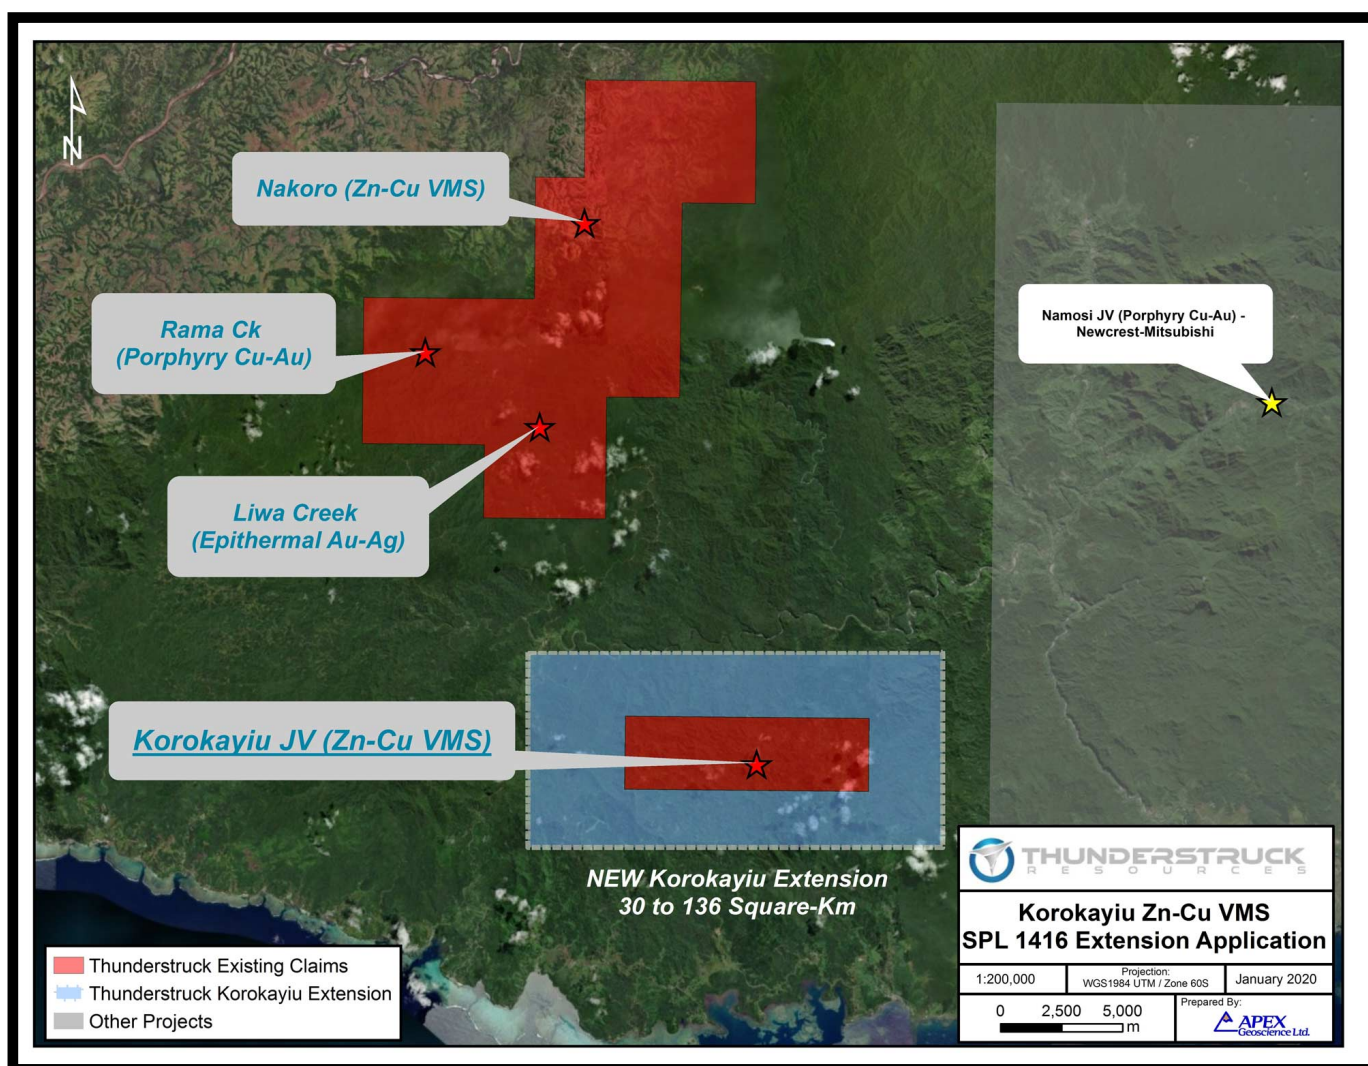 N
Nakoro (Zn-Cu VMS)
Rama Ck
(Porphyry Cu-Au)
Namosi JV (Porphyry Cu-Au) -
Newcrest-Mitsubishi
Liwa Creek
(Epithermal Au-Ag)
Korokayiu JV (Zn-Cu VMS)
NEW Korokayiu Extension
30 to 136 Square-Km
Thunderstruck Existing Claims
Thunderstruck Korokayiu Extension
Other Projects
THUNDERSTRUCK
RESOURCES
Korokayiu Zn-Cu VMS
SPL 1416 Extension Application
1:200,000
Projection:
WGS1984 UTM / Zone 60S
January 2020
0 2,500 5,000
m
Prepared By:
APEX
Geoscience Ltd.